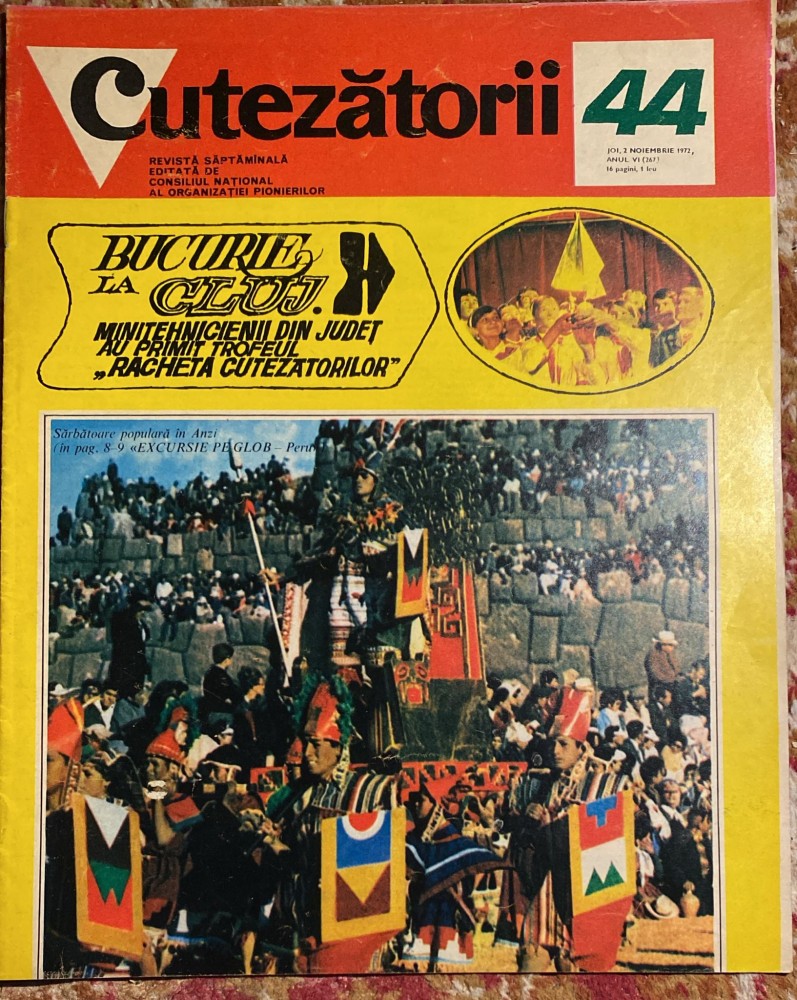 Cutezătorii
44
REVISTĂ SĂPTĂMÎNALĂ
EDITATĂ DE
CONSILIUL NAȚIONAL
AL ORGANIZAȚIEI PIONIERILOR
JOI, 2 NOIEMBRIE 1972,
ANUL VI (267)
16 pagini, 1 leu
BUCURIE,
LA CLUJ.
MINITEHNICIENII DIN JUDEȚ
AU PRIMIT TROFEUL
„RACHETA CUTEZĂTORILOR”
Sărbătoare populară în Anzi
(în pag. 8-9 «EXCURSIE PE GLOB – Peru